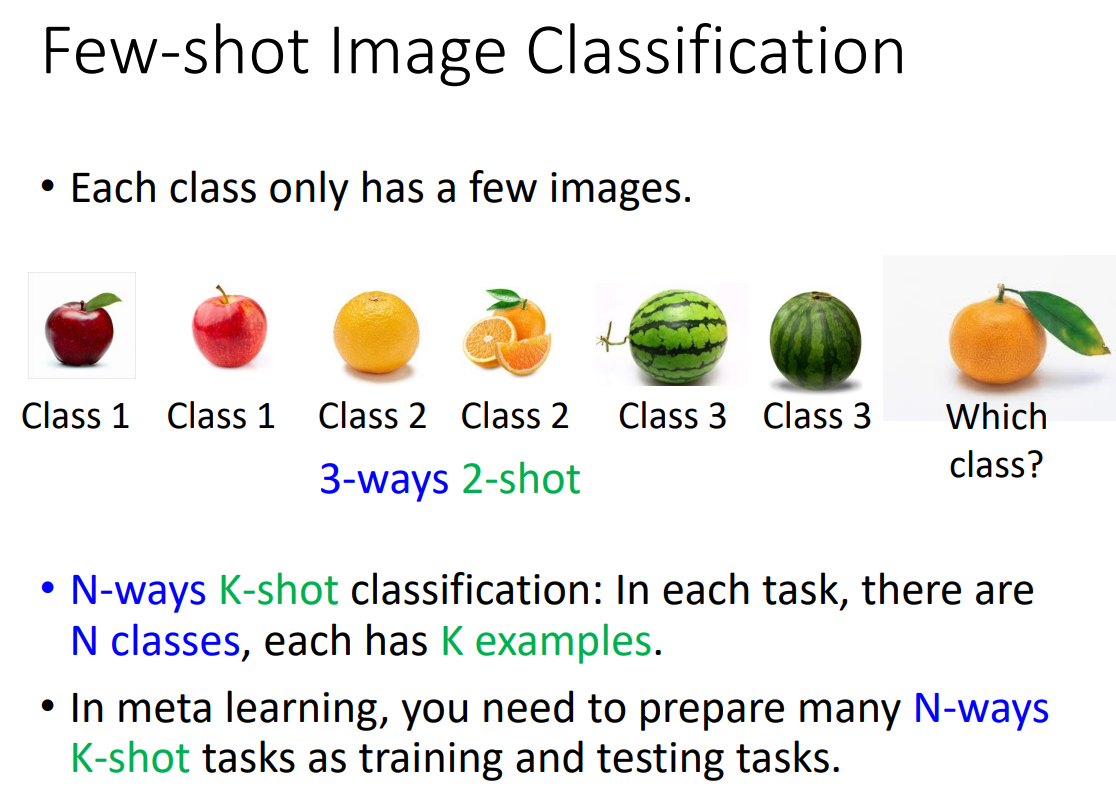 Few-shot Image Classification
• Each class only has a few images.
Class 1 Class 1 Class 2 Class 2 Class 3 Class 3 Which
class?
3-ways 2-shot
• N-ways K-shot classification: In each task, there are
N classes, each has K examples.
• In meta learning, you need to prepare many N-ways
K-shot tasks as training and testing tasks.